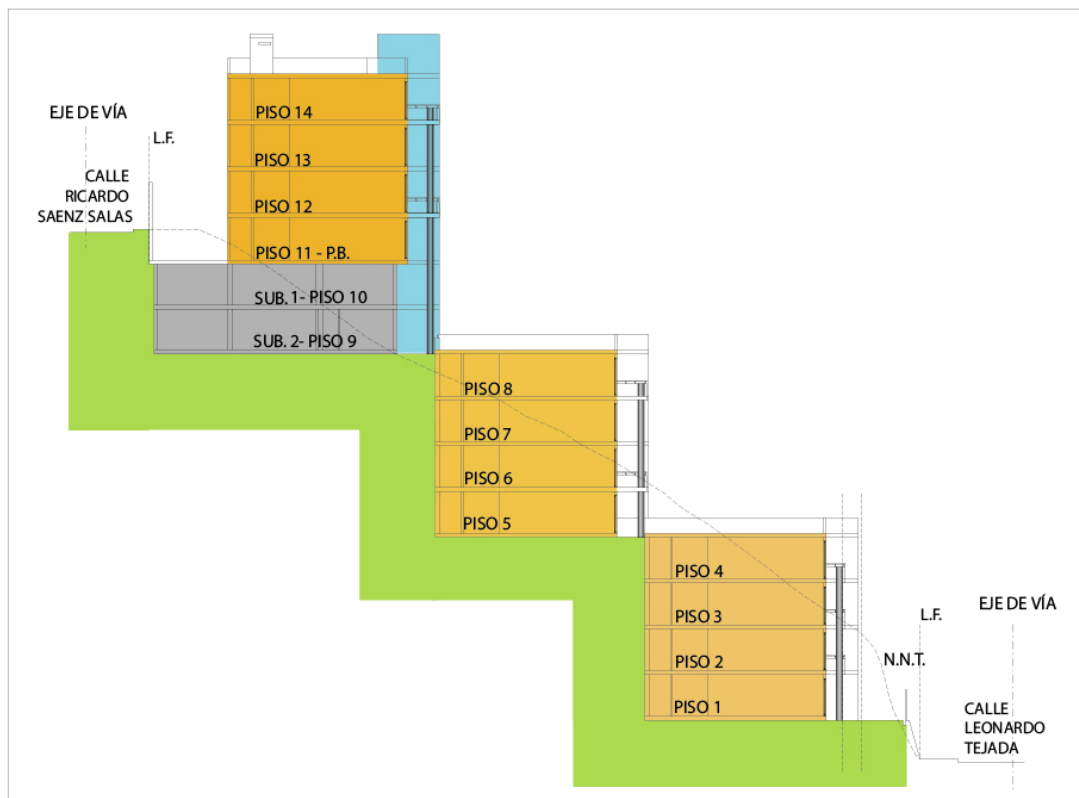 EJE DE VÍA
L.F.
CALLE
RICARDO
SAENZ SALAS
PISO 14
PISO 13
PISO 12
PISO 11 - P.B.
SUB. 1- PISO 10
SUB. 2- PISO 9
PISO 8
PISO 7
PISO 6
PISO 5
PISO 4
PISO 3
PISO 2
PISO 1
EJE DE VÍA
L.F.
N.N.T.
CALLE
LEONARDO
TEJADA